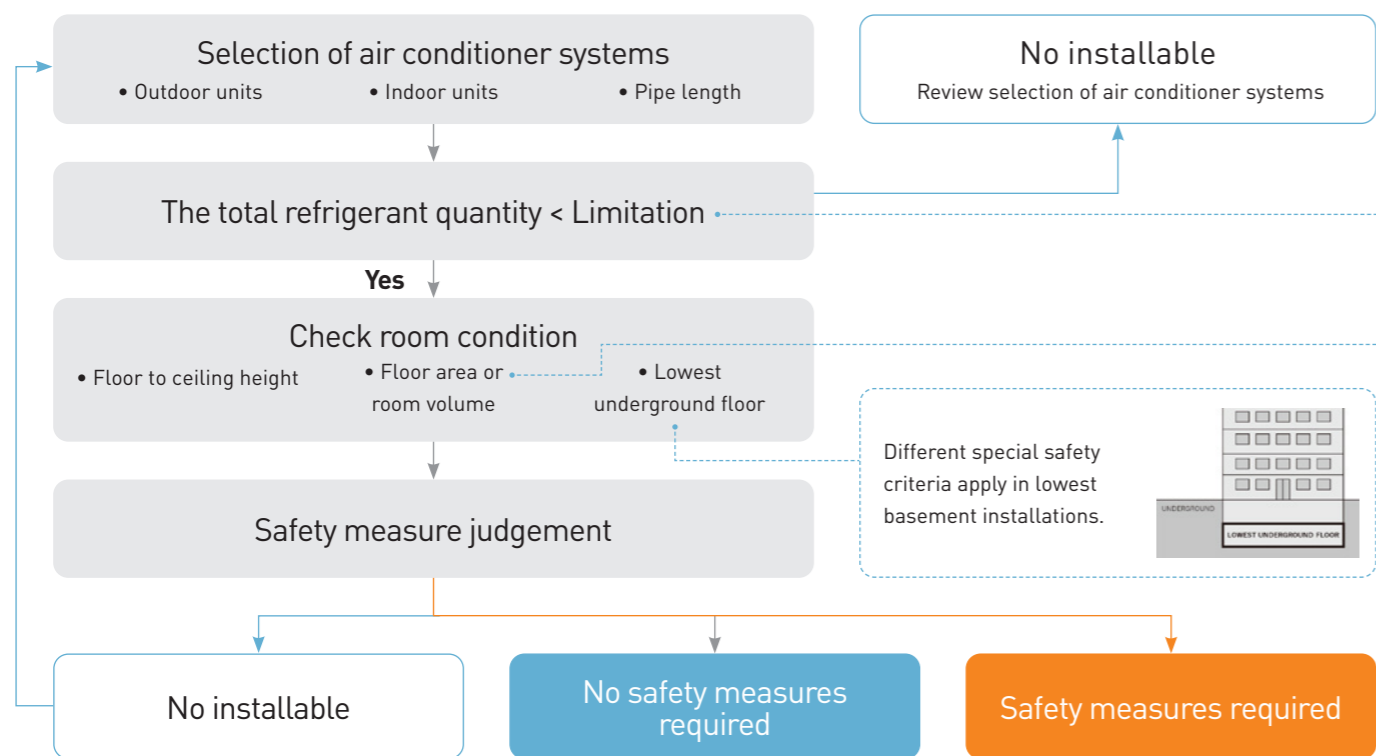 Selection of air conditioner systems
• Outdoor units
• Indoor units
• Pipe length
No installable
Review selection of air conditioner systems
The total refrigerant quantity < Limitation
Yes
Check room condition
• Floor to ceiling height
• Floor area or
room volume
• Lowest
underground floor
Different special safety
criteria apply in lowest
basement installations.
UNDERGROUND
LOWEST UNDERGROUND FLOOR
Safety measure judgement
No installable
No safety measures
required
Safety measures required